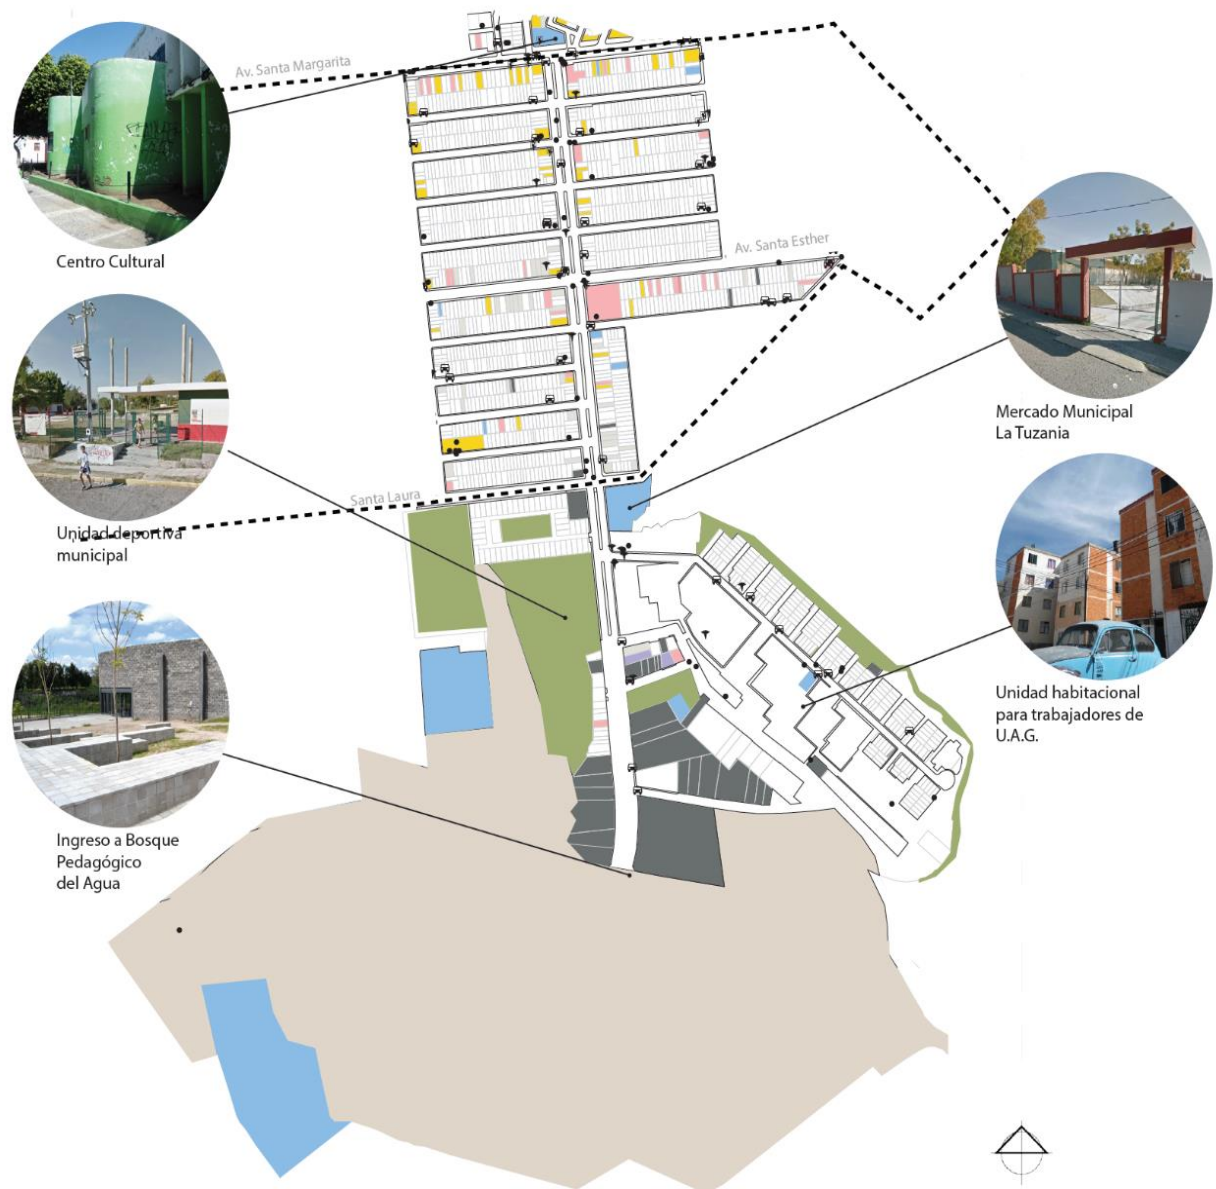 Av. Santa Margarita
Centro Cultural
Av. Santa Esther
Mercado Municipal
La Tuzania
Santa Laura
Unidad deportiva
municipal
Unidad habitacional
para trabajadores de
U.A.G.
Ingreso a Bosque
Pedagógico
del Agua